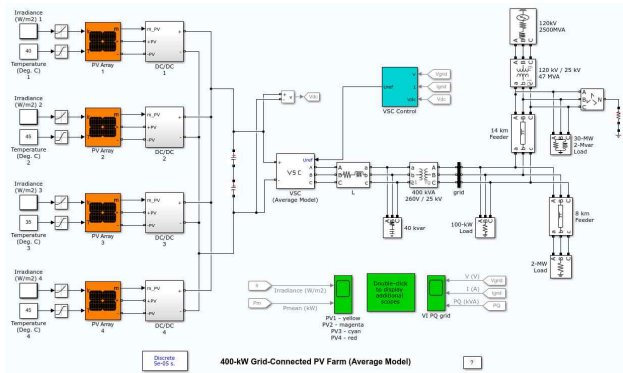 Irradiance
(W/m2) 1
40
Temperature
(Deg. C)
1
PV Array
1
m_PV
+PV
-PV
DC/DC
1
Irradiance
(W/m2) 2
45
Temperature
(Deg. C)
2
PV Array
2
m_PV
+PV
-PV
DC/DC
2
Irradiance
(W/m2) 3
35
Temperature
(Deg. C)
3
PV Array
3
m_PV
+PV
-PV
DC/DC
3
Irradiance
(W/m2) 4
45
Temperature
(Deg. C)
4
PV Array
4
m_PV
+PV
-PV
DC/DC
4
Vdc
Uref
VSC Control
Vgrid
Igrid
Vdc
Uref
VSC
A
B
C
VSC
(Average Model)
L
400 kVA
260V / 25 kV
grid
40 kvar
100-kW
Load
120kV
2500MVA
120 kV / 25 kV
47 MVA
14 km
Feeder
30-MW
2-Mvar
Load
N
8 km
Feeder
2-MW
Load
Irradiance (W/m2)
Pm
Pmean (kW)
PV1 - yellow
PV2 - magenta
PV3 - cyan
PV4 - red
Double-click
to display
additional
scopes
V (V)
I (A)
PQ (kVA)
Vgrid
Igrid
PQ
VI PQ grid
Discrete
5e-05 s.
400-kW Grid-Connected PV Farm (Average Model)
?